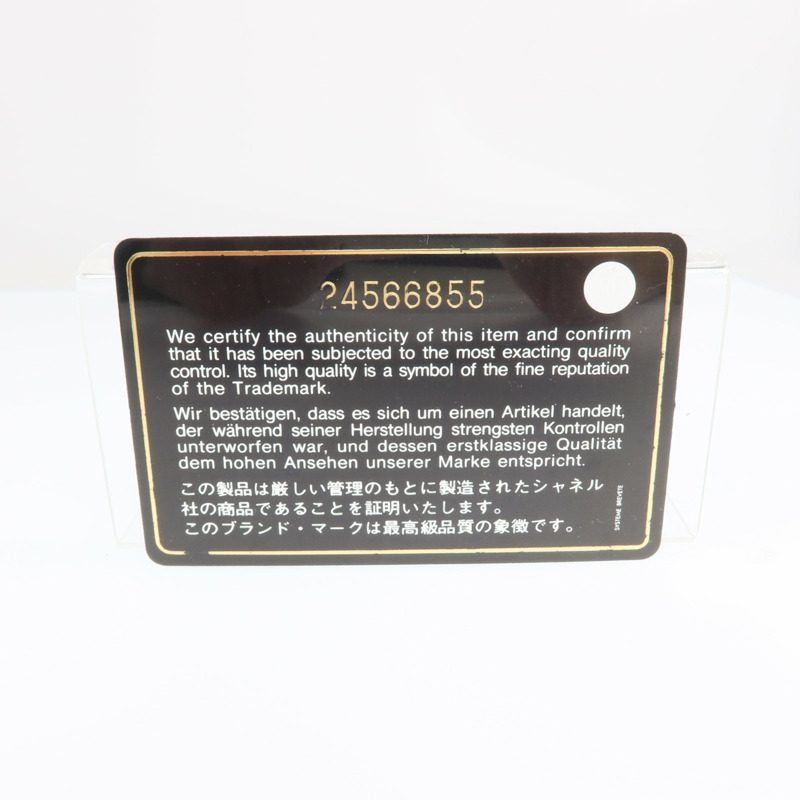 24566855
We certify the authenticity of this item and confirm
that it has been subjected to the most exacting quality
control. Its high quality is a symbol of the fine reputation
of the Trademark.
Wir bestätigen, dass es sich um einen Artikel handelt,
der während seiner Herstellung strengsten Kontrollen
unterworfen war, und dessen erstklassige Qualität
dem hohen Ansehen unserer Marke entspricht.
この製品は厳しい管理のもとに製造されたシャネル
社の商品であることを証明いたします。
このブランド・マークは最高級品質の象徴です。
SYSTEME BREVETE